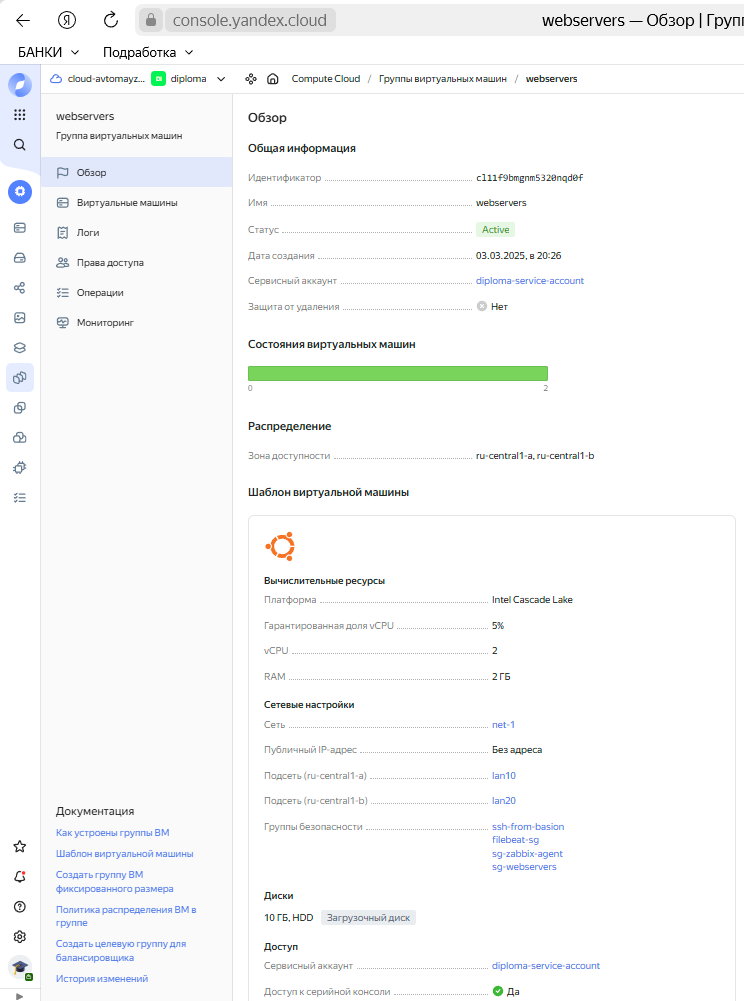 console.yandex.cloud
webservers — Обзор | Груп
БАНКИ
Подработка
cloud-avtomayz...
di
diploma
Compute Cloud / Группы виртуальных машин / webservers
webservers
Группа виртуальных машин
Обзор
Виртуальные машины
Логи
Права доступа
Операции
Мониторинг
Документация
Как устроены группы ВМ
Шаблон виртуальной машины
Создать группу ВМ
фиксированного размера
Политика распределения ВМ в
группе
Создать целевую группу для
балансировщика
История изменений
Обзор
Общая информация
Идентификатор cl11f9bmgnm5320nqd0f
Имя webservers
Статус Active
Дата создания 03.03.2025, в 20:26
Сервисный аккаунт diploma-service-account
Защита от удаления Нет
Состояния виртуальных машин
0 2
Распределение
Зона доступности ru-central1-a, ru-central1-b
Шаблон виртуальной машины
Вычислительные ресурсы
Платформа Intel Cascade Lake
Гарантированная доля vCPU 5%
vCPU 2
RAM 2 ГБ
Сетевые настройки
Сеть net-1
Публичный IP-адрес Без адреса
Подсеть (ru-central1-a) lan10
Подсеть (ru-central1-b) lan20
Группы безопасности ssh-from-basion
filebeat-sg
sg-zabbix-agent
sg-webservers
Диски
10 ГБ, HDD Загрузочный диск
Доступ
Сервисный аккаунт diploma-service-account
Доступ к серийной консоли Да